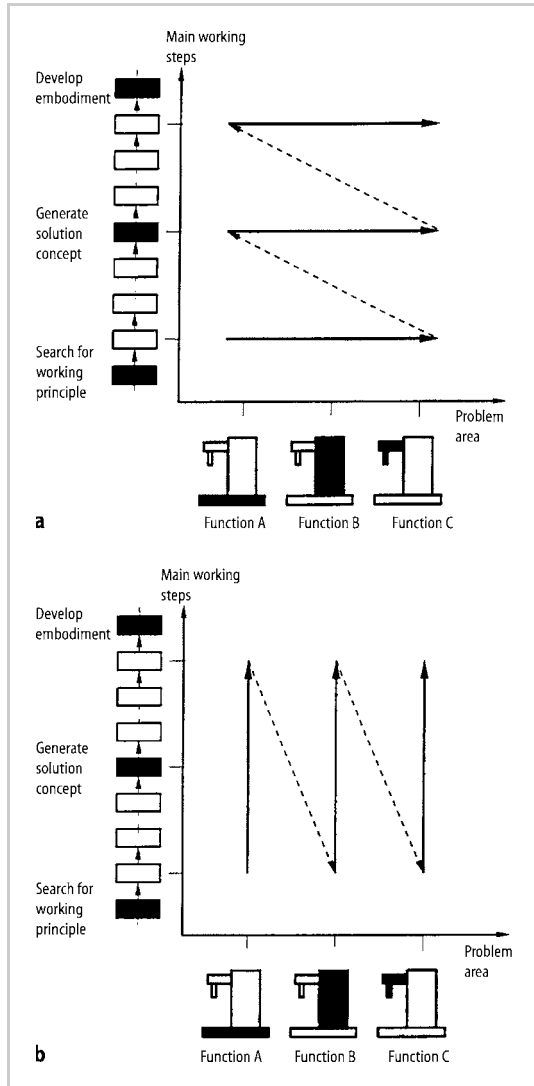 Main working
steps
Develop
embodiment
Generate
solution
concept
Search for
working
principle
Problem
area
Function A
Function B
Function C
a
Main working
steps
Develop
embodiment
Generate
solution
concept
Search for
working
principle
Problem
area
Function A
Function B
Function C
b